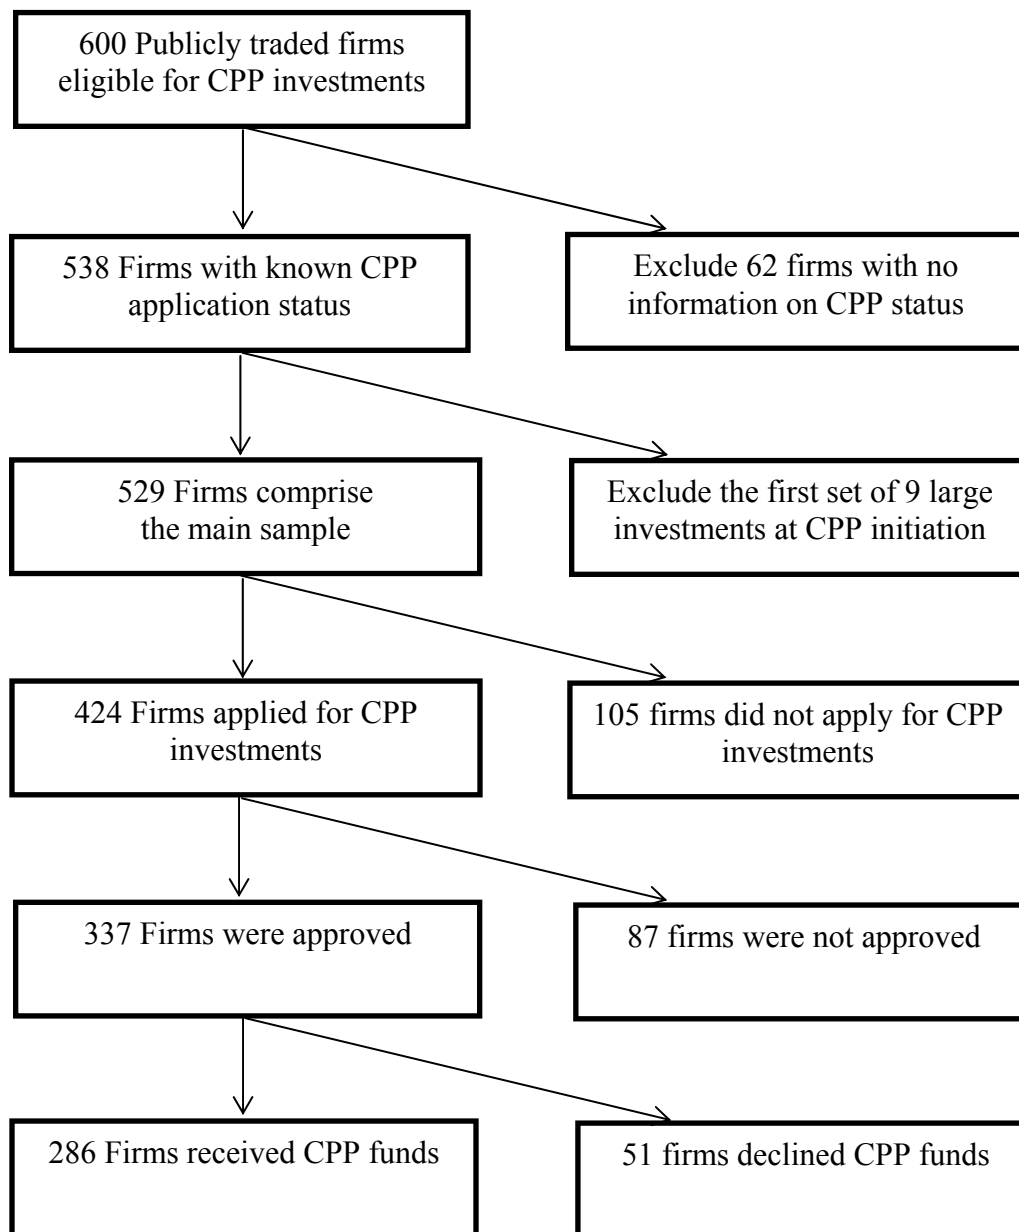 600 Publicly traded firms
eligible for CPP investments
538 Firms with known CPP
application status
Exclude 62 firms with no
information on CPP status
529 Firms comprise
the main sample
Exclude the first set of 9 large
investments at CPP initiation
424 Firms applied for CPP
investments
105 firms did not apply for CPP
investments
337 Firms were approved
87 firms were not approved
286 Firms received CPP funds
51 firms declined CPP funds